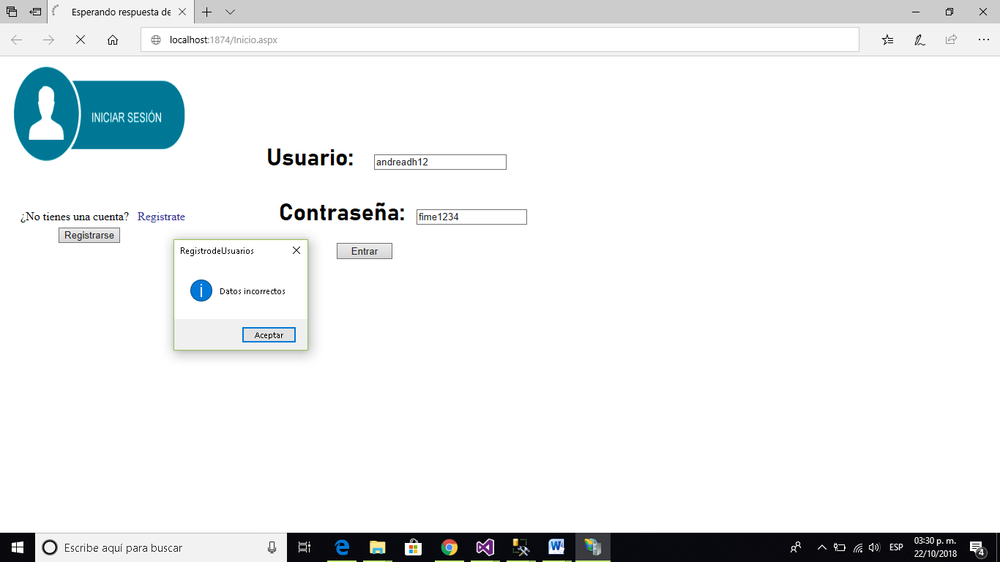 Esperando respuesta de
localhost:1874/Inicio.aspx
INICIAR SESIÓN
Usuario:
andreadh12
¿No tienes una cuenta? Registrate
Contraseña:
fime1234
Registrarse
Entrar
RegistrodeUsuarios
Datos incorrectos
Aceptar
Escribe aquí para buscar
ESP
03:30 p. m.
22/10/2018
4